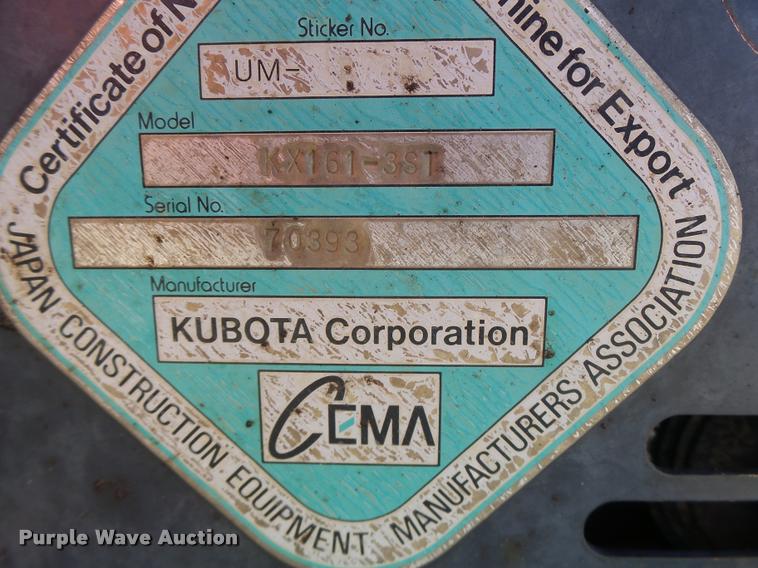 Certificate of
Machine for Export
Sticker No.
UM-
Model
KX161-3ST
Serial No.
70393
Manufacturer
KUBOTA Corporation
CEMA
JAPAN CONSTRUCTION EQUIPMENT MANUFACTURERS ASSOCIATION
Purple Wave Auction